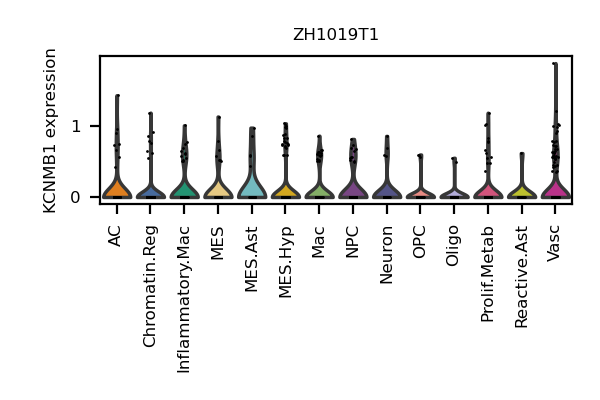 ZH1019T1
KCNMB1 expression
1
0
AC
Chromatin.Reg
Inflammatory.Mac
MES
MES.Ast
MES.Hyp
Mac
NPC
Neuron
OPC
Oligo
Prolif.Metab
Reactive.Ast
Vasc